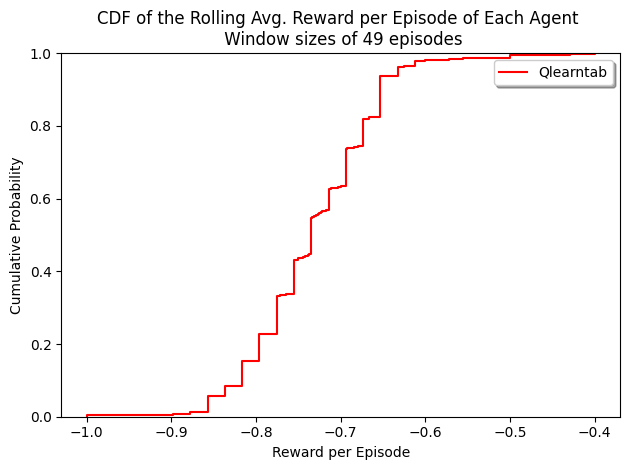 CDF of the Rolling Avg. Reward per Episode of Each Agent
Window sizes of 49 episodes
Qlearntab
Cumulative Probability
1.0
0.8
0.6
0.4
0.2
0.0
−1.0 −0.9 −0.8 −0.7 −0.6 −0.5 −0.4
Reward per Episode